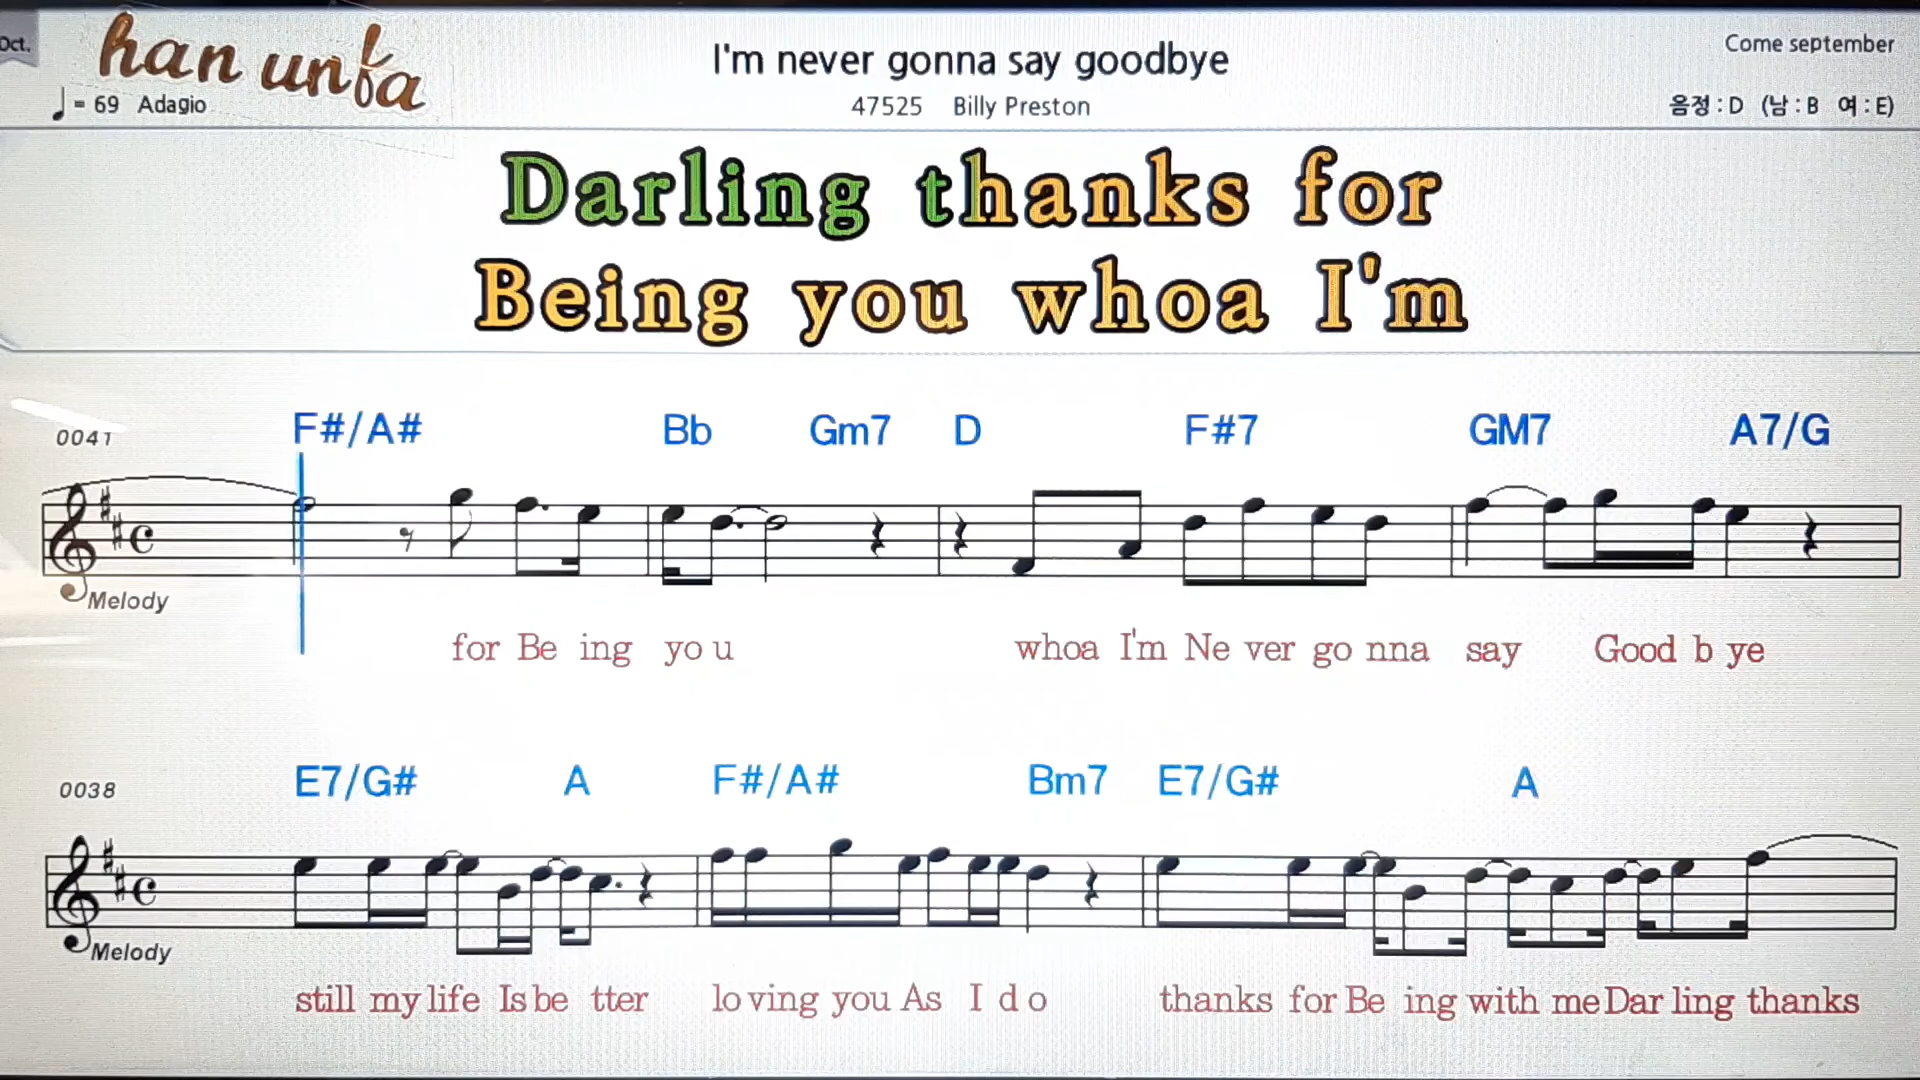 Oct.
han unfa
I'm never gonna say goodbye
Come september
♩ = 69 Adagio
47525 Billy Preston
음정 : D (남 : B 여 : E)
Darling thanks for
Being you whoa I'm
F#/A# Bb Gm7 D F#7 GM7 A7/G
0041
Melody
for Be ing yo u whoa I'm Ne ver go nna say Good b ye
E7/G# A F#/A# Bm7 E7/G# A
0038
Melody
still my life Is be tter lo ving you As I d o thanks for Be ing with me Dar ling thanks